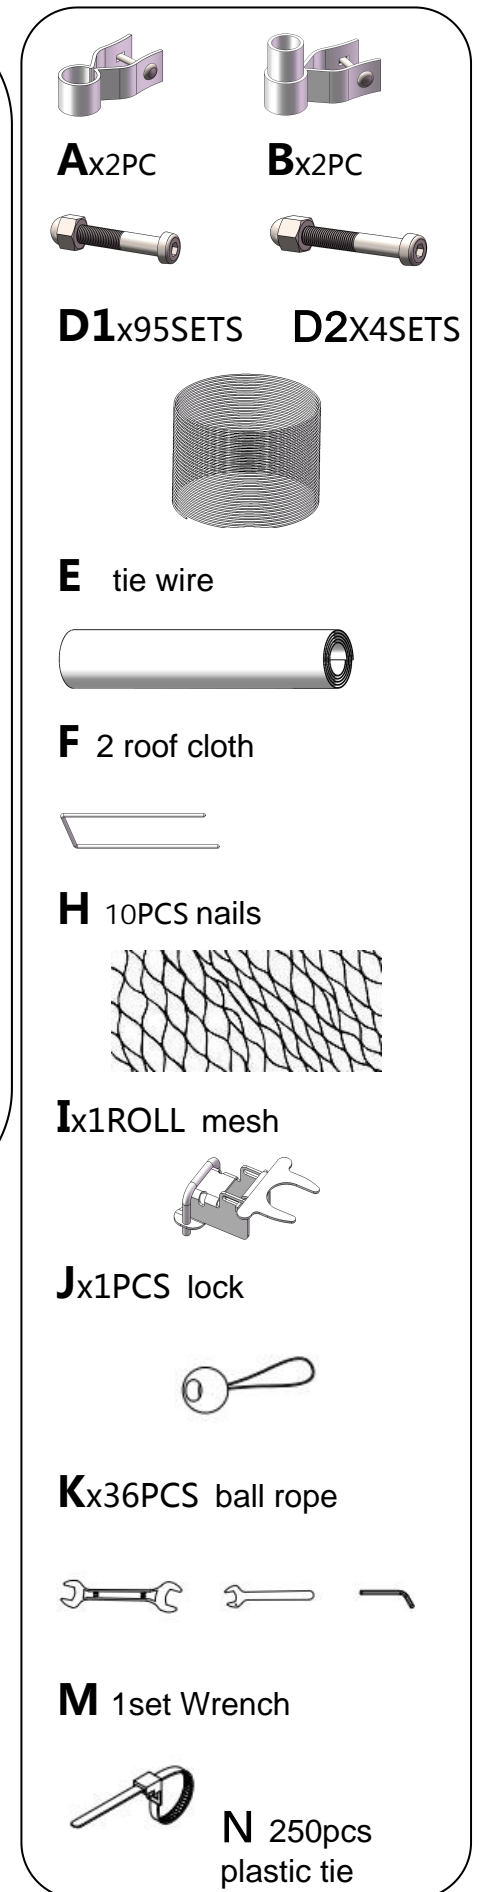 Ax2PC Bx2PC
D1x95SETS D2X4SETS
E tie wire
F 2 roof cloth
H 10PCS nails
Ix1ROLL mesh
Jx1PCS lock
Kx36PCS ball rope
M 1set Wrench
N 250pcs
plastic tie